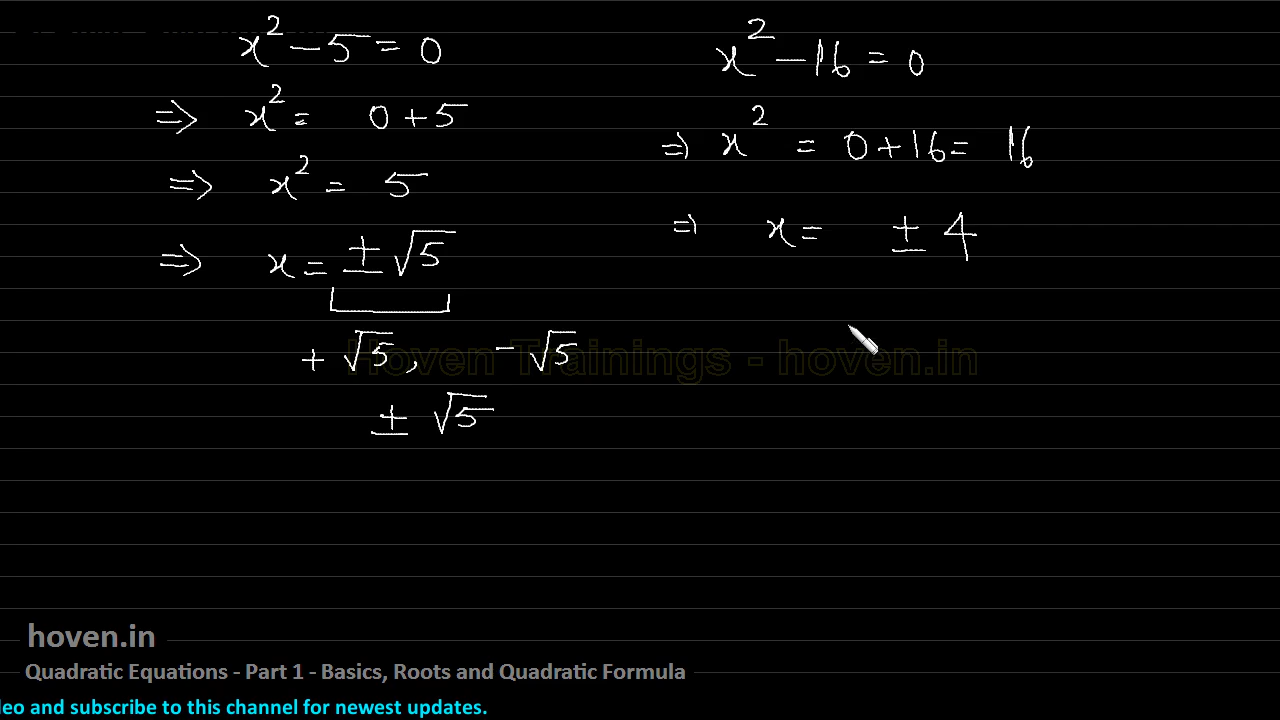 x² - 5 = 0
⇒ x² = 0 + 5
⇒ x² = 5
⇒ x = ± √5
+ √5, - √5
± √5
x² - 16 = 0
⇒ x² = 0 + 16 = 16
⇒ x = ± 4
Hoven Trainings - hoven.in
hoven.in
Quadratic Equations - Part 1 - Basics, Roots and Quadratic Formula
and subscribe to this channel for newest updates.